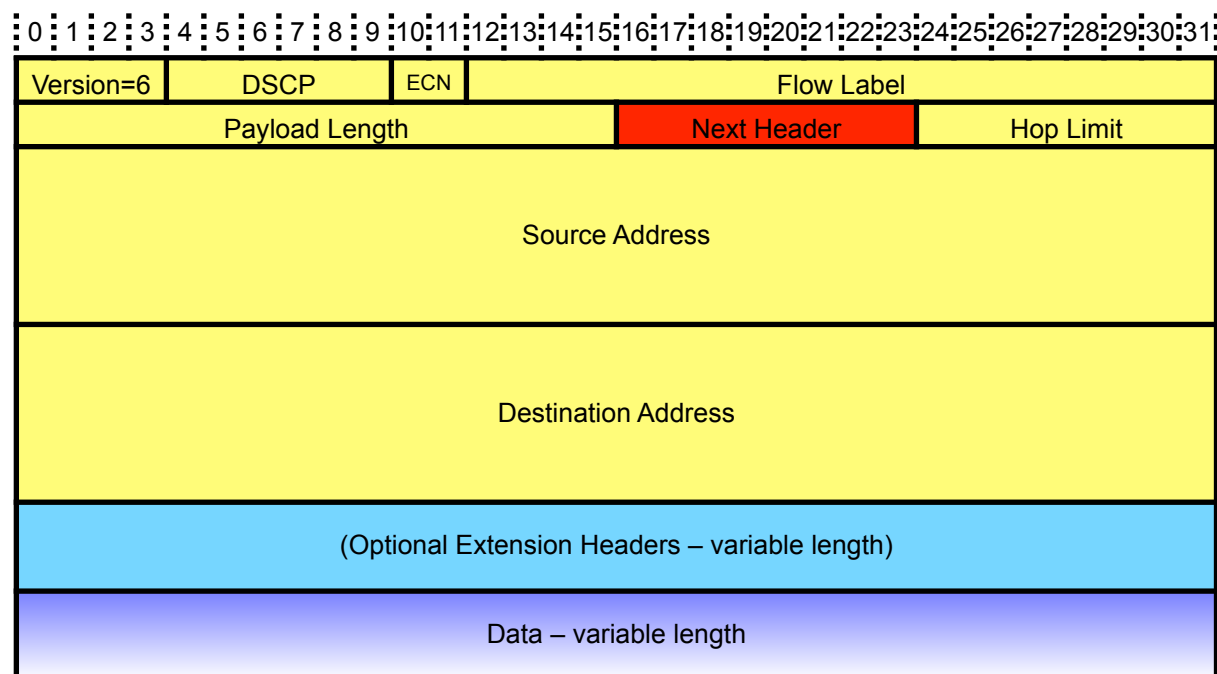 0 1 2 3 4 5 6 7 8 9 10 11 12 13 14 15 16 17 18 19 20 21 22 23 24 25 26 27 28 29 30 31
Version=6 DSCP ECN Flow Label
Payload Length Next Header Hop Limit
Source Address
Destination Address
(Optional Extension Headers – variable length)
Data – variable length